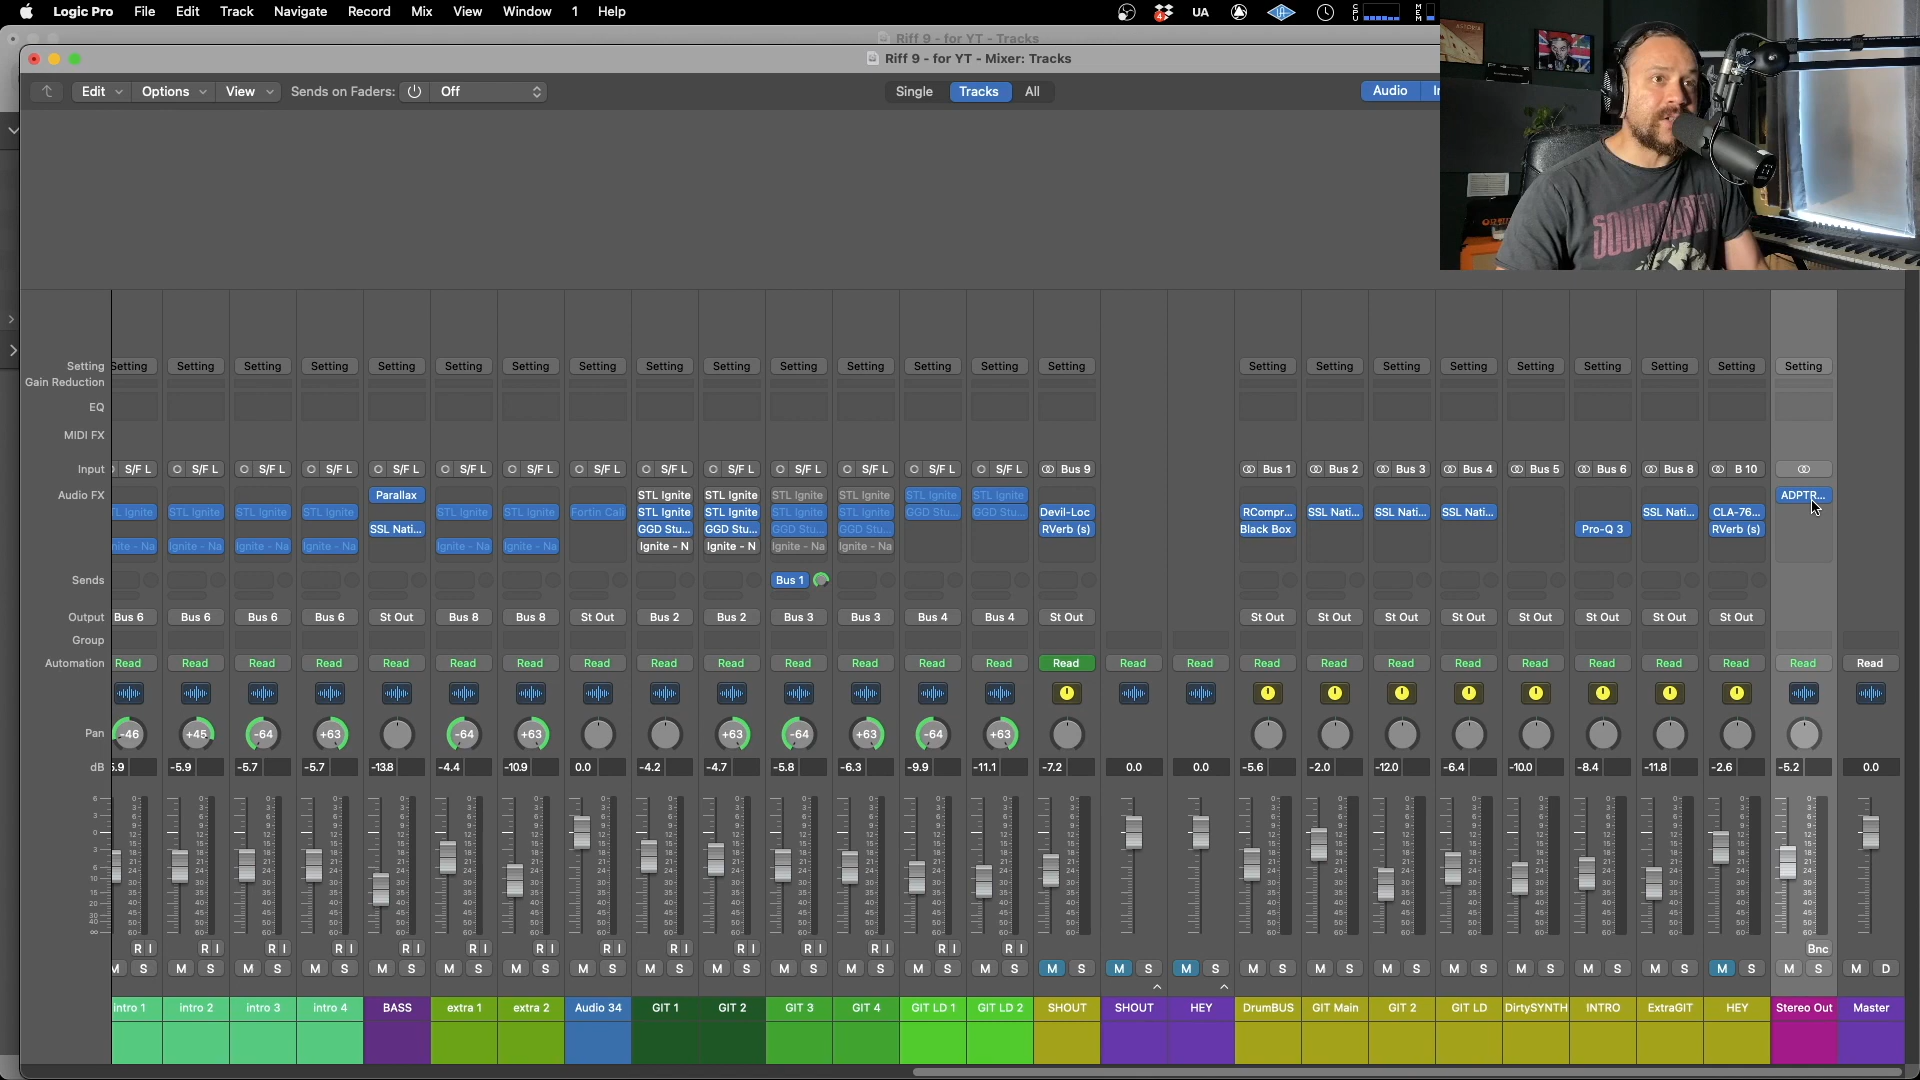 Logic Pro File Edit Track Navigate Record Mix View Window 1 Help
4 UA CPU MEM
Riff 9 - for YT - Tracks
Riff 9 - for YT - Mixer: Tracks
Edit Options View Sends on Faders: Off Single Tracks All Audio
Setting Setting Setting Setting Setting Setting Setting Setting Setting Setting Setting Setting Setting Setting Setting Setting Setting Setting Setting Setting Setting Setting Setting Setting Setting
Gain Reduction
EQ
MIDI FX
Input S/F L S/F L S/F L S/F L S/F L S/F L S/F L S/F L S/F L S/F L S/F L S/F L S/F L S/F L Bus 9 Bus 1 Bus 2 Bus 3 Bus 4 Bus 5 Bus 6 Bus 8 B 10
Audio FX Parallax STL Ignite STL Ignite STL Ignite STL Ignite STL Ignite STL Ignite ADPTR...
STL Ignite STL Ignite STL Ignite STL Ignite STL Ignite STL Ignite Fortin Cali STL Ignite STL Ignite STL Ignite STL Ignite GGD Stu... GGD Stu... Devil-Loc RCompr... SSL Nati... SSL Nati... SSL Nati... SSL Nati... CLA-76...
SSL Nati... GGD Stu... GGD Stu... GGD Stu... GGD Stu... RVerb (s) Black Box Pro-Q 3 RVerb (s)
Ignite - Na Ignite - Na Ignite - Na Ignite - Na Ignite - Na Ignite - N Ignite - N Ignite - Na Ignite - Na
Sends Bus 1
Output Bus 6 Bus 6 Bus 6 Bus 6 St Out Bus 8 Bus 8 St Out Bus 2 Bus 2 Bus 3 Bus 3 Bus 4 Bus 4 St Out St Out St Out St Out St Out St Out St Out St Out St Out
Group
Automation Read Read Read Read Read Read Read Read Read Read Read Read Read Read Read Read Read Read Read Read Read Read Read Read Read Read Read
Pan -46 +45 -64 +63 -64 +63 +63 -64 +63 -64 +63
dB 5.9 -5.9 -5.7 -5.7 -13.8 -4.4 -10.9 0.0 -4.2 -4.7 -5.8 -6.3 -9.9 -11.1 -7.2 0.0 0.0 -5.6 -2.0 -12.0 -6.4 -10.0 -8.4 -11.8 -2.6 -5.2 0.0
R I R I R I R I R I R I R I R I R I R I R I R I R I R I Bnc
M S M S M S M S M S M S M S M S M S M S M S M S M S M S M S M S M S M S M S M S M S M S M S M S M S M S M D
intro 1 intro 2 intro 3 intro 4 BASS extra 1 extra 2 Audio 34 GIT 1 GIT 2 GIT 3 GIT 4 GIT LD 1 GIT LD 2 SHOUT SHOUT HEY DrumBUS GIT Main GIT 2 GIT LD DirtySYNTH INTRO ExtraGIT HEY Stereo Out Master